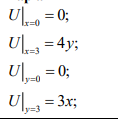 U|ₓ₌₀ = 0;
U|ₓ₌₃ = 4y;
U|y₌₀ = 0;
U|y₌₃ = 3x;